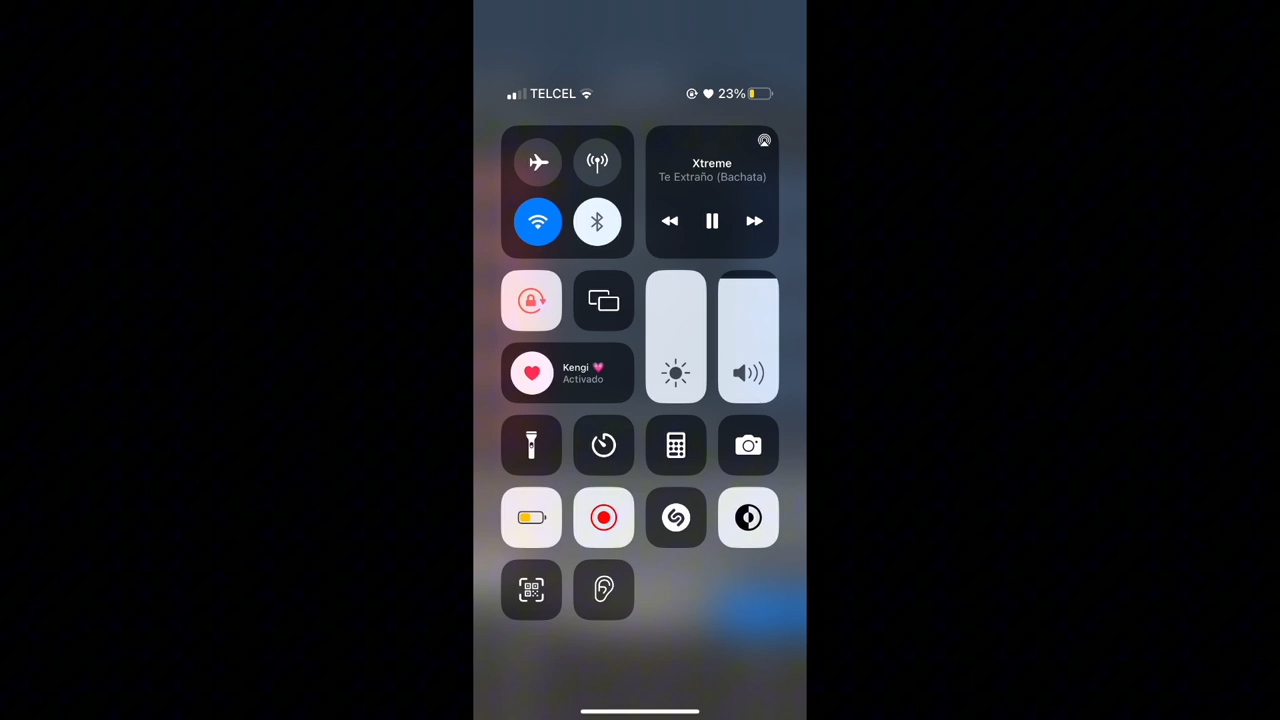 TELCEL
23%
Xtreme
Te Extraño (Bachata)
Kengi 💗
Activado